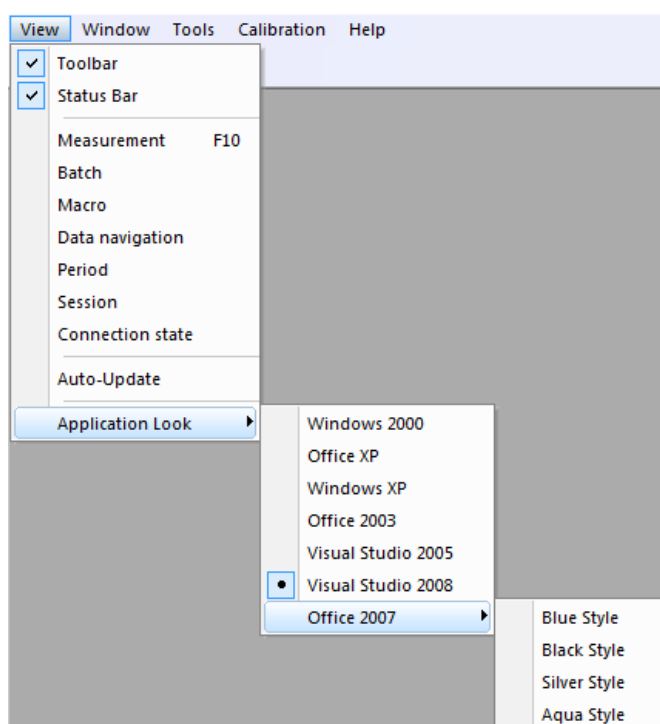 View Window Tools Calibration Help
Toolbar
Status Bar
Measurement F10
Batch
Macro
Data navigation
Period
Session
Connection state
Auto-Update
Application Look
Windows 2000
Office XP
Windows XP
Office 2003
Visual Studio 2005
Visual Studio 2008
Office 2007
Blue Style
Black Style
Silver Style
Aqua Style